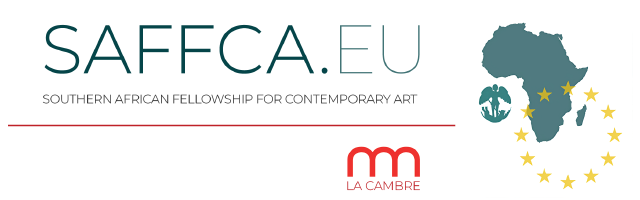 SAFFCA.EU
SOUTHERN AFRICAN FELLOWSHIP FOR CONTEMPORARY ART
LA CAMBRE